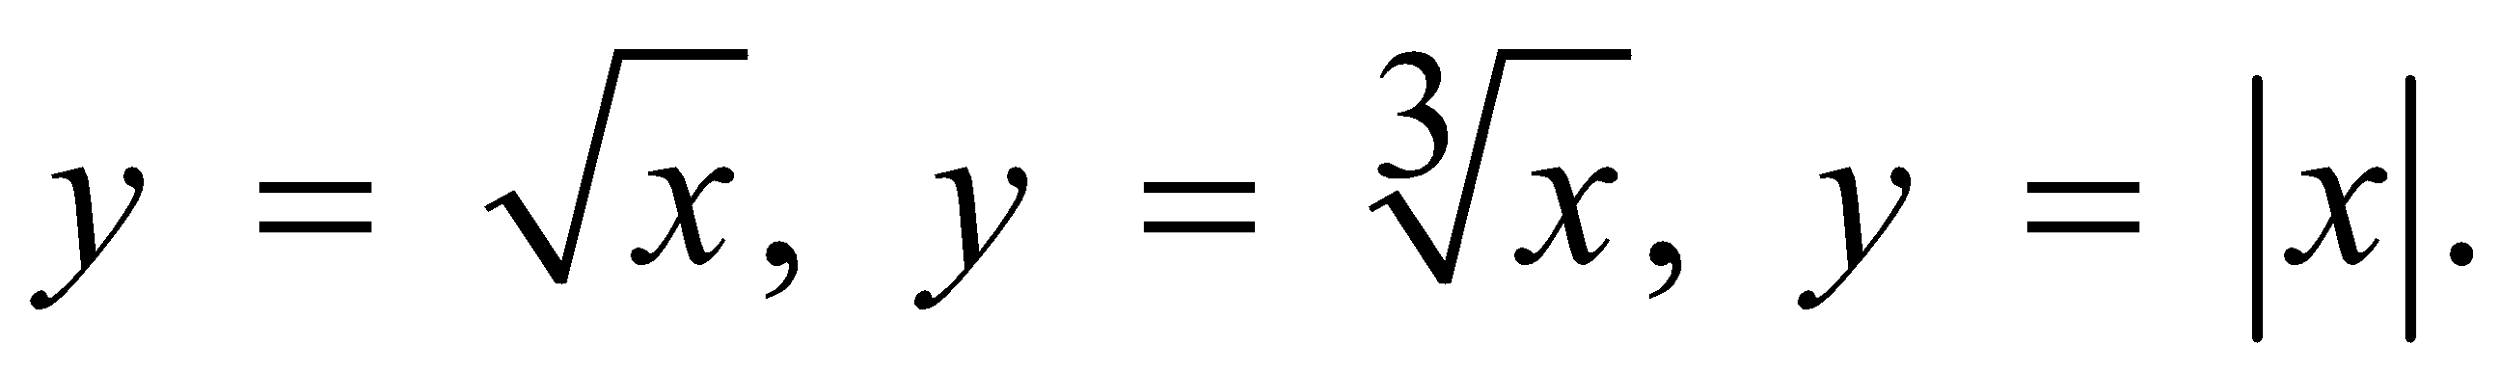 y = √x, y = ∛x, y = |x|.